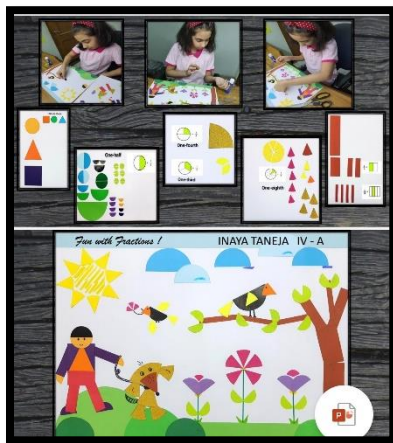 One-half
One-fourth
One-third
One-eighth
Fun with Fractions !
INAYA TANEJA IV - A
P